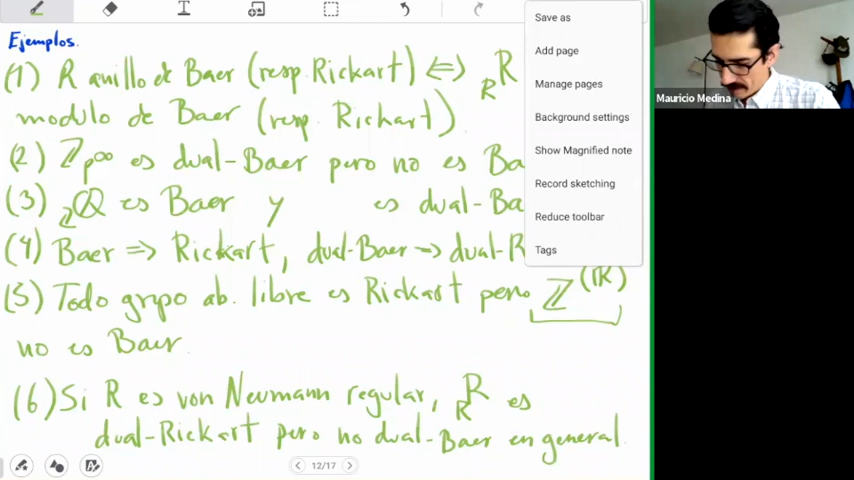 Save as
Add page
Manage pages
Background settings
Show Magnified note
Record sketching
Reduce toolbar
Tags
Mauricio Medina
Ejemplos.
(1) R anillo de Baer (resp. Rickart) ⇔ _R R
modulo de Baer (resp. Rickart).
(2) ℤ_p∞ es dual-Baer pero no es Ba
(3) _ℤ ℚ es Baer y es dual-Ba
(4) Baer ⇒ Rickart, dual-Baer → dual-R
(5) Todo grupo ab. libre es Rickart pero ℤ^(ℝ)
no es Baer.
(6) Si R es von Neumann regular, _R R es
dual-Rickart pero no dual-Baer en general.
12/17